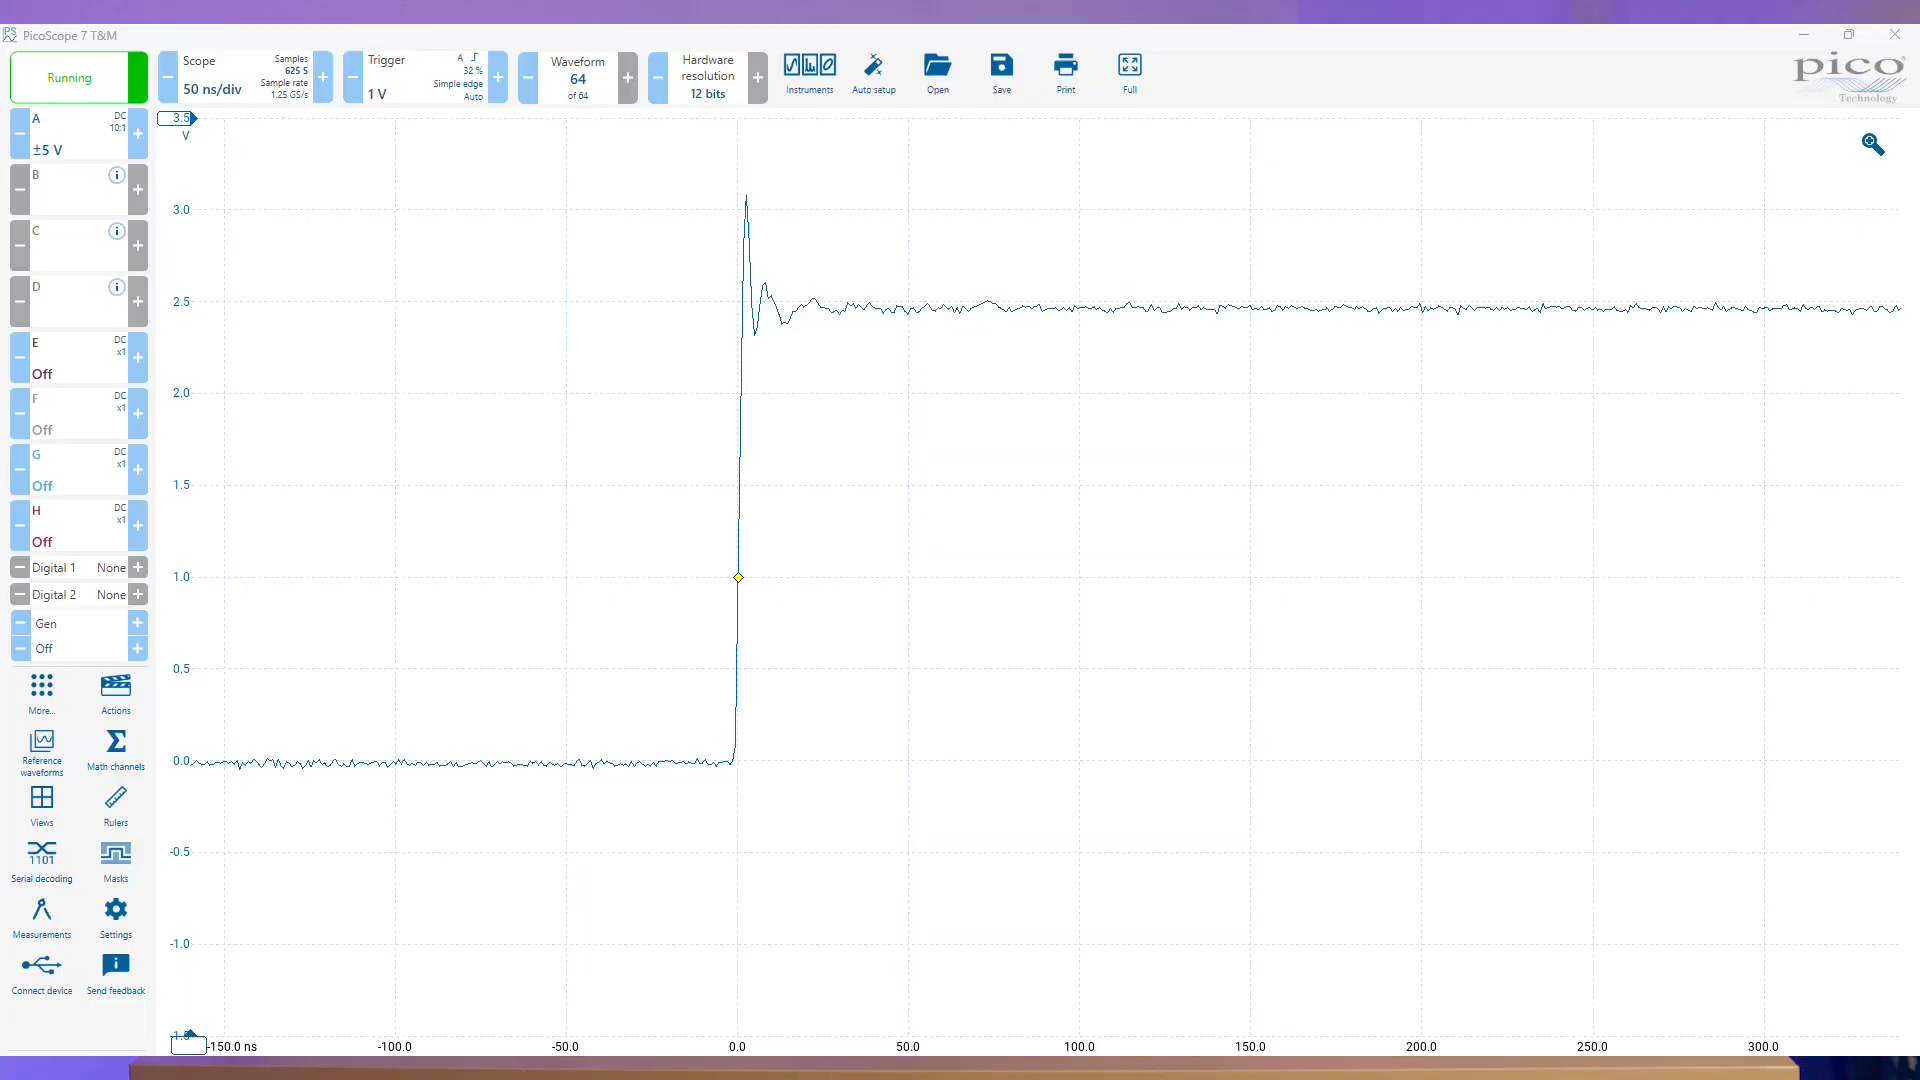 PicoScope 7 T&M
Running
Scope
50 ns/div
Samples
625 S
Sample rate
1.25 GS/s
Trigger
1 V
A
32 %
Simple edge
Auto
Waveform
64
of 64
Hardware
resolution
12 bits
Instruments
Auto setup
Open
Save
Print
Full
pico
Technology
A
DC
10:1
±5 V
B
C
D
E
DC
x1
Off
F
DC
x1
Off
G
DC
x1
Off
H
DC
x1
Off
Digital 1 None
Digital 2 None
Gen
Off
More...
Actions
Reference
waveforms
Math channels
Views
Rulers
1101
Serial decoding
Masks
Measurements
Settings
Connect device
Send feedback
3.5
V
3.0
2.5
2.0
1.5
1.0
0.5
0.0
-0.5
-1.0
-1.5
-150.0 ns -100.0 -50.0 0.0 50.0 100.0 150.0 200.0 250.0 300.0